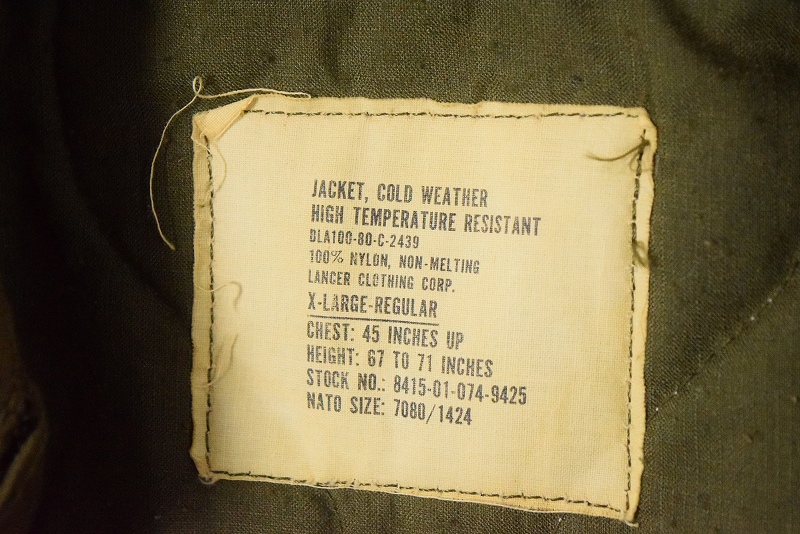 JACKET, COLD WEATHER
HIGH TEMPERATURE RESISTANT
DLA100-80-C-2439
100% NYLON, NON-MELTING
LANCER CLOTHING CORP.
X-LARGE-REGULAR
CHEST: 45 INCHES UP
HEIGHT: 67 TO 71 INCHES
STOCK NO.: 8415-01-074-9425
NATO SIZE: 7080/1424